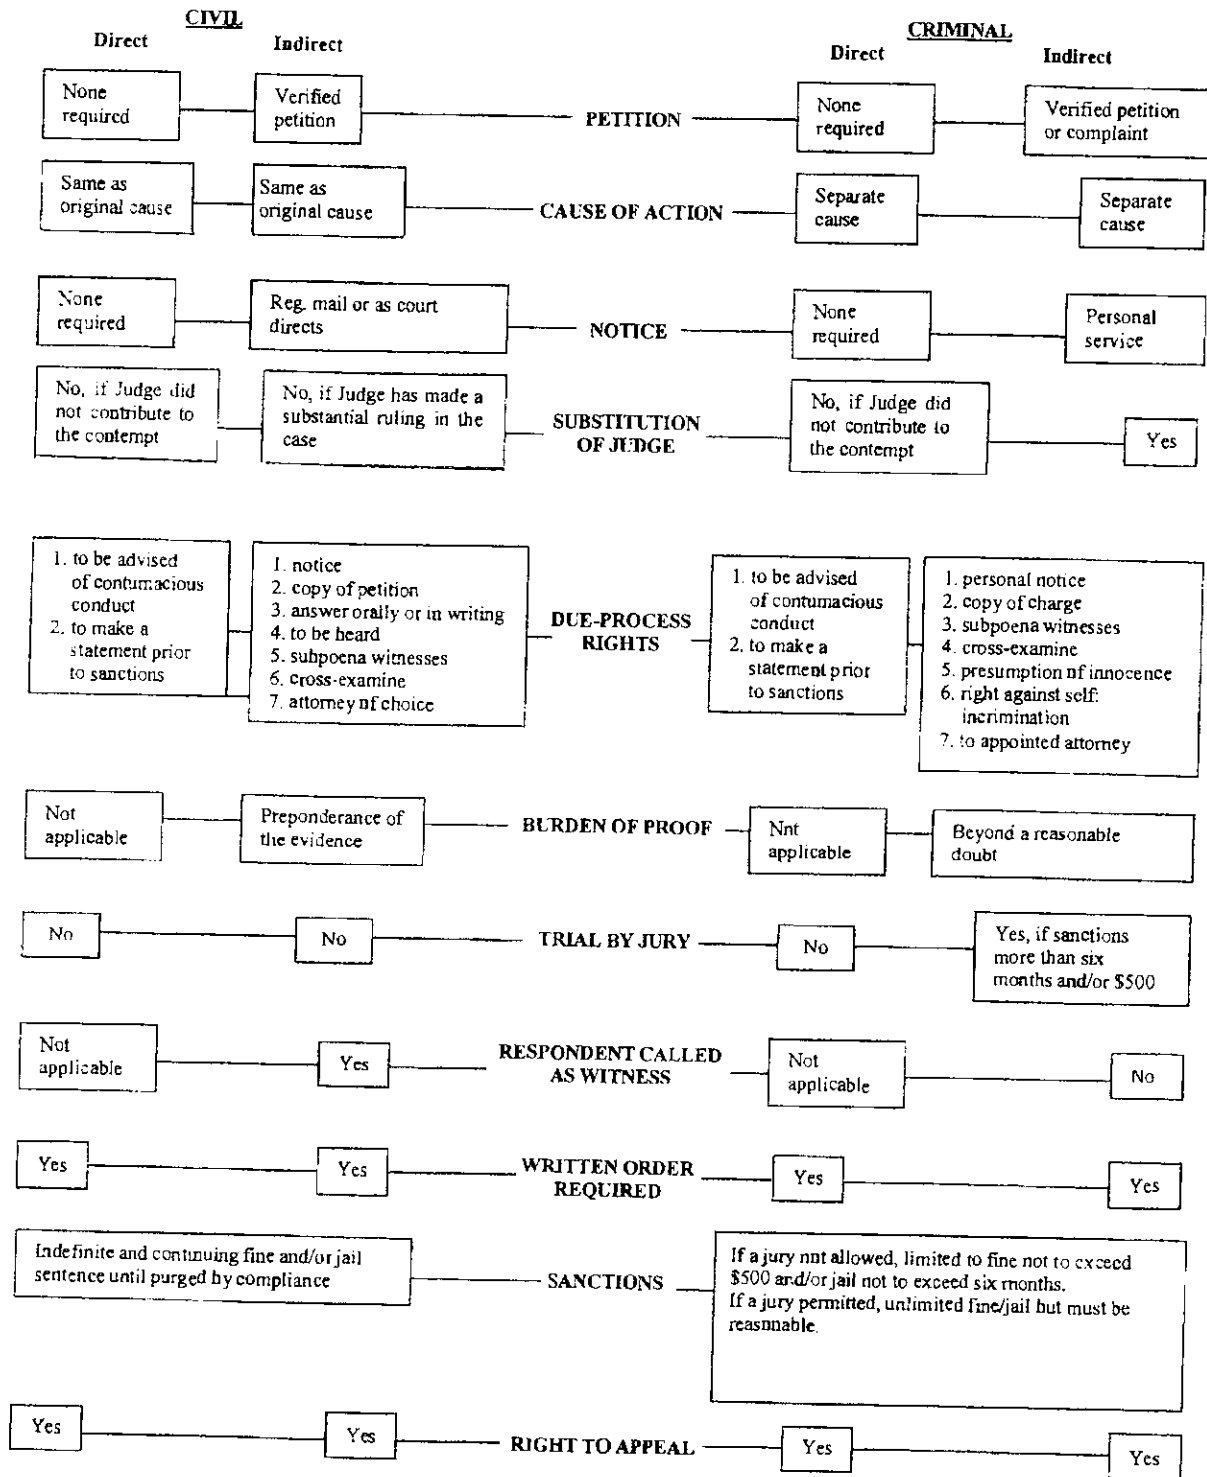 CIVIL
Direct Indirect
CRIMINAL
Direct Indirect
None
required
Verified
petition
PETITION
None
required
Verified petition
or complaint
Same as
original cause
Same as
original cause
CAUSE OF ACTION
Separate
cause
Separate
cause
None
required
Reg. mail or as court
directs
NOTICE
None
required
Personal
service
No, if Judge did
not contribute to
the contempt
No, if Judge has made a
substantial ruling in the
case
SUBSTITUTION
OF JUDGE
No, if Judge did
not contribute to
the contempt
Yes
1. to be advised
of contumacious
conduct
2. to make a
statement prior
to sanctions
1. notice
2. copy of petition
3. answer orally or in writing
4. to be heard
5. subpoena witnesses
6. cross-examine
7. attorney of choice
DUE-PROCESS
RIGHTS
1. to be advised
of contumacious
conduct
2. to make a
statement prior
to sanctions
1. personal notice
2. copy of charge
3. subpoena witnesses
4. cross-examine
5. presumption of innocence
6. right against self-
incrimination
7. to appointed attorney
Not
applicable
Preponderance of
the evidence
BURDEN OF PROOF
Not
applicable
Beyond a reasonable
doubt
No
No
TRIAL BY JURY
No
Yes, if sanctions
more than six
months and/or $500
Not
applicable
Yes
RESPONDENT CALLED
AS WITNESS
Not
applicable
No
Yes
Yes
WRITTEN ORDER
REQUIRED
Yes
Yes
Indefinite and continuing fine and/or jail
sentence until purged by compliance
SANCTIONS
If a jury not allowed, limited to fine not to exceed
$500 and/or jail not to exceed six months.
If a jury permitted, unlimited fine/jail but must be
reasonable.
Yes
Yes
RIGHT TO APPEAL
Yes
Yes